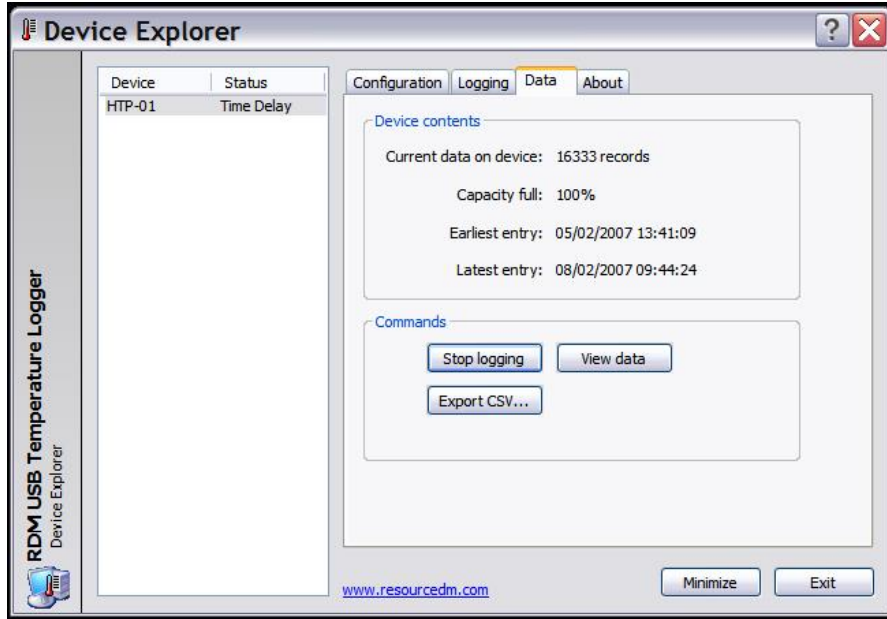 Device Explorer
?
RDM USB Temperature Logger
Device Explorer
Device Status
HTP-01 Time Delay
Configuration Logging Data About
Device contents
Current data on device: 16333 records
Capacity full: 100%
Earliest entry: 05/02/2007 13:41:09
Latest entry: 08/02/2007 09:44:24
Commands
Stop logging View data
Export CSV...
www.resourcedm.com
Minimize Exit